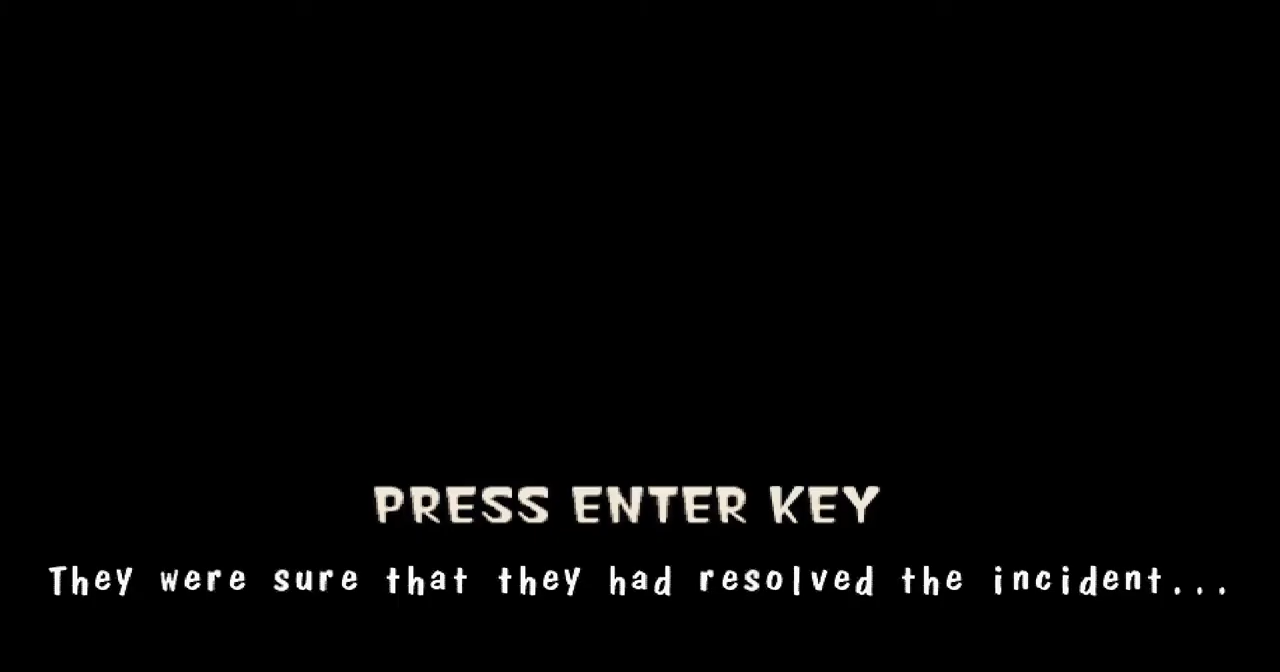 PRESS ENTER KEY
They were sure that they had resolved the incident...